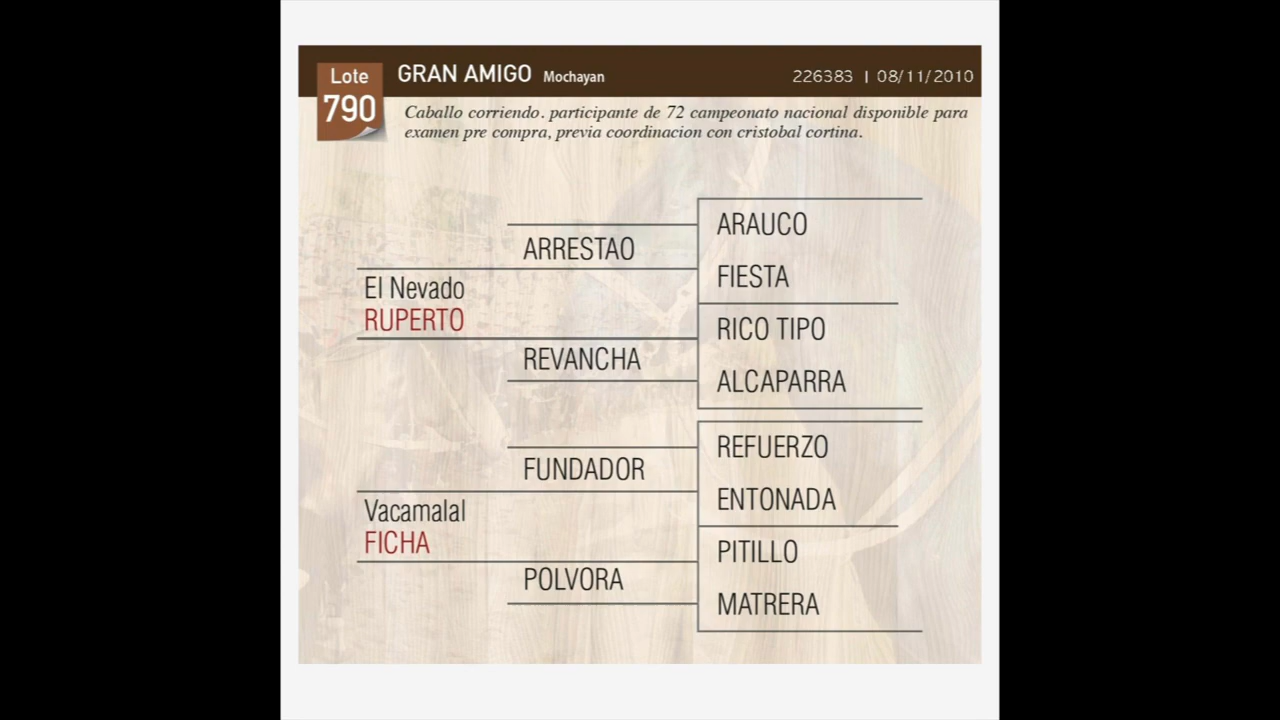 Lote
790
GRAN AMIGO Mochayan
226383 | 08/11/2010
Caballo corriendo. participante de 72 campeonato nacional disponible para
examen pre compra, previa coordinacion con cristobal cortina.
ARAUCO
ARRESTAO
FIESTA
El Nevado
RUPERTO
RICO TIPO
REVANCHA
ALCAPARRA
REFUERZO
FUNDADOR
ENTONADA
Vacamalal
FICHA
PITILLO
POLVORA
MATRERA